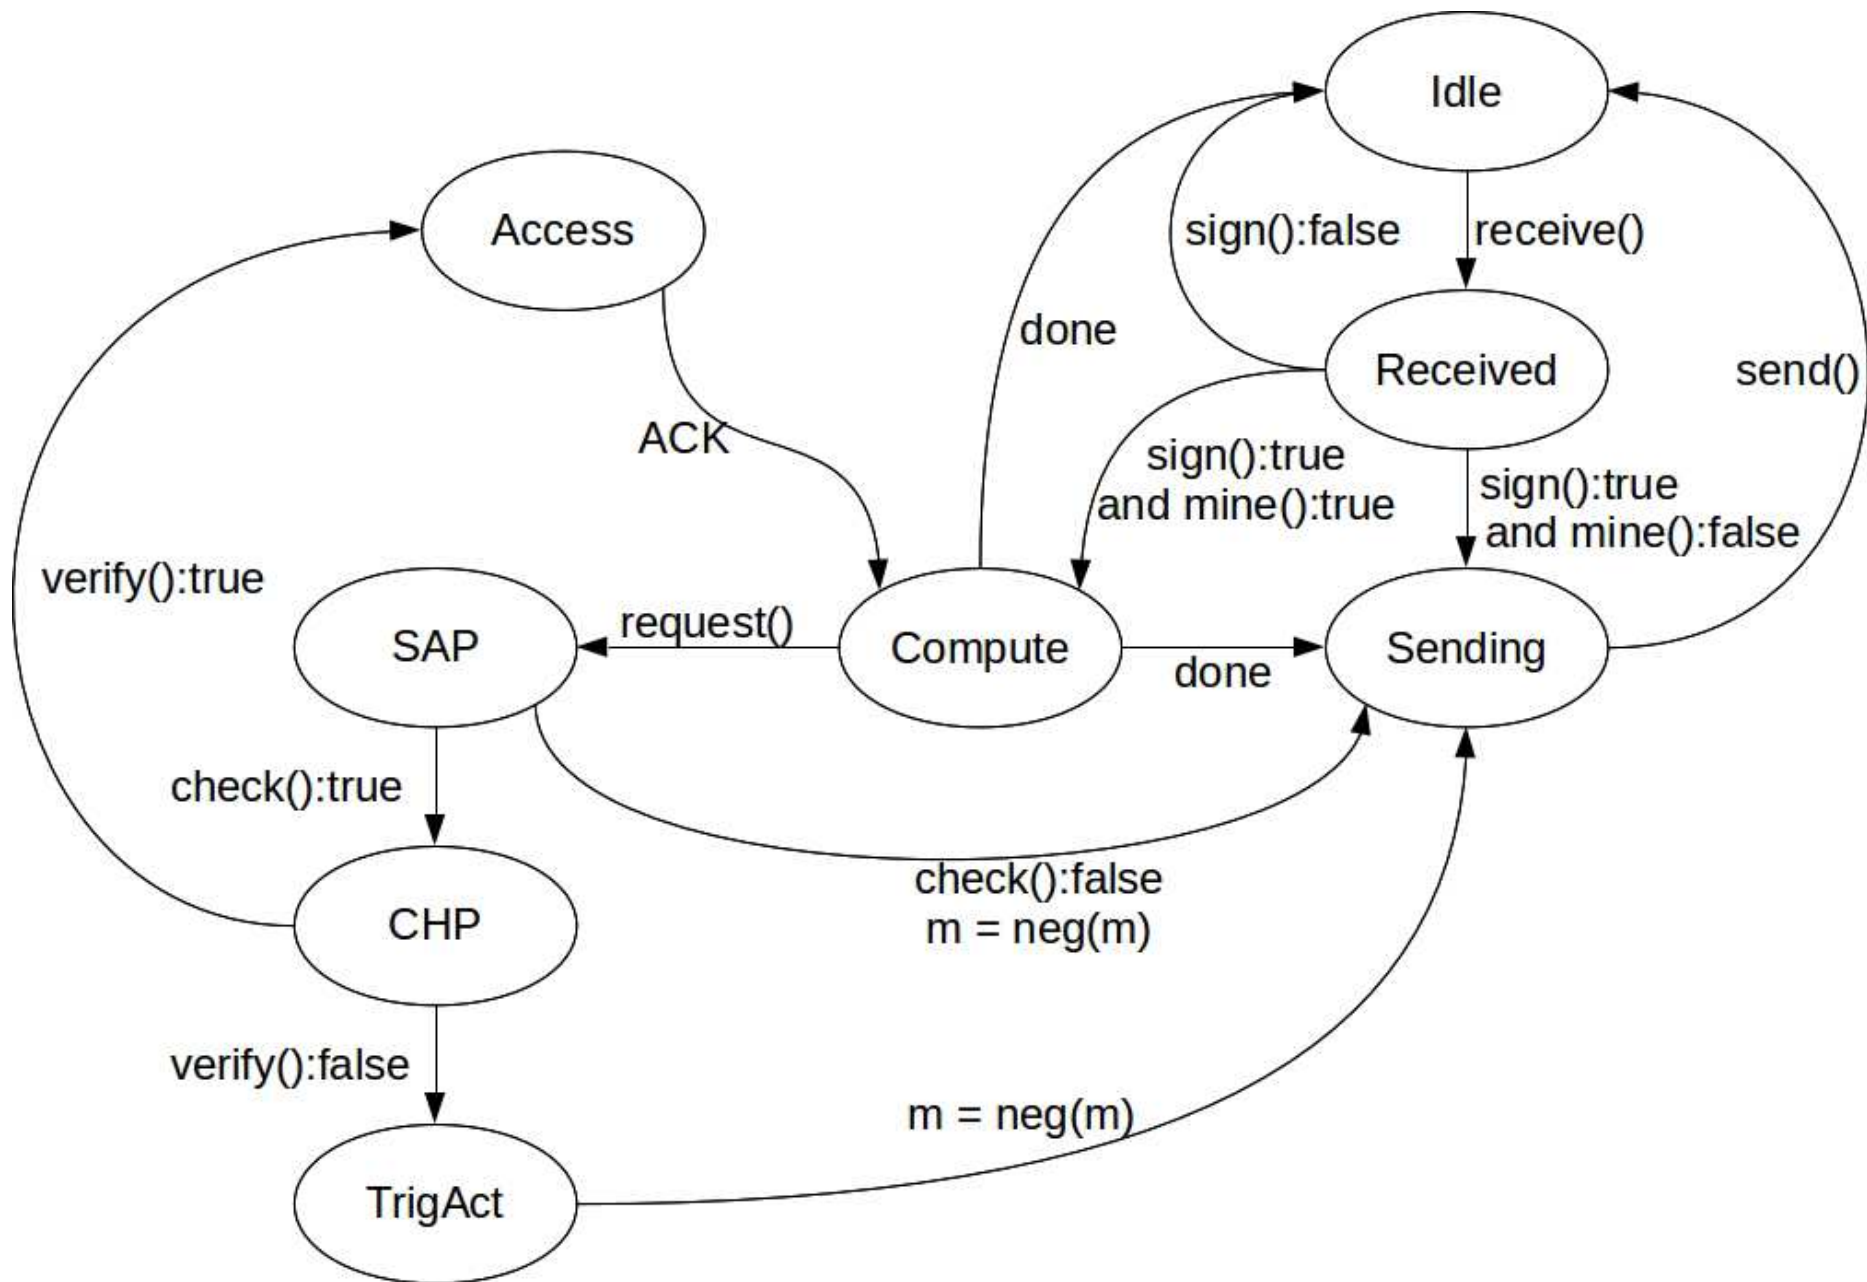 Idle
Access
sign():false
receive()
done
Received
send()
ACK
sign():true
and mine():true
sign():true
and mine():false
verify():true
SAP
request()
Compute
done
Sending
check():true
check():false
m = neg(m)
CHP
verify():false
m = neg(m)
TrigAct